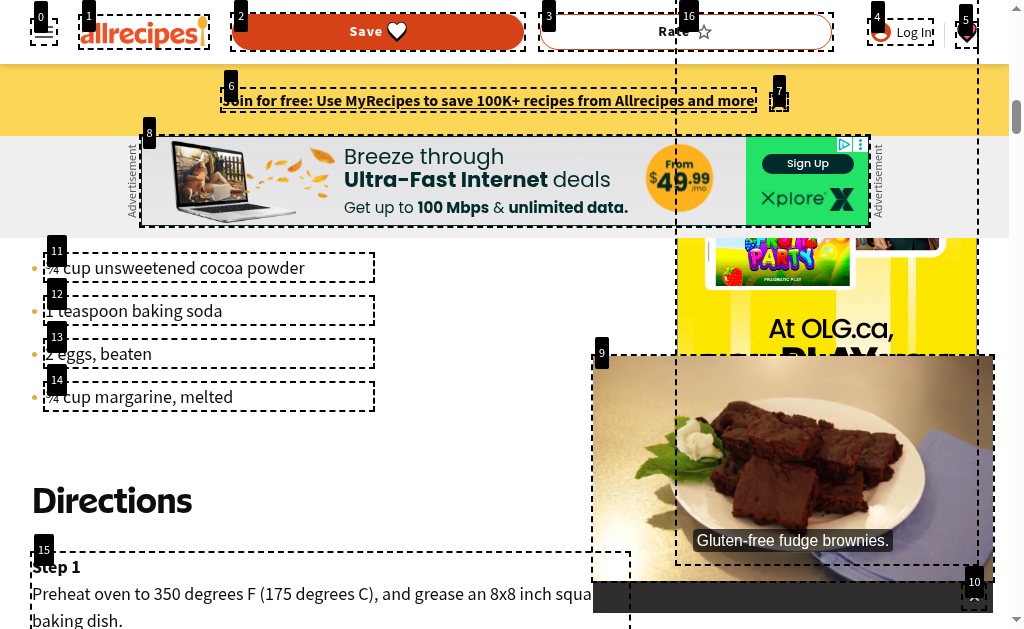 0
1
2
3
16
4
5
allrecipes
Save
Rate
Log In
6
7
Join for free: Use MyRecipes to save 100K+ recipes from Allrecipes and more
8
Advertisement
Breeze through
Ultra-Fast Internet deals
Get up to 100 Mbps & unlimited data.
From
$49.99
/mo
Sign Up
Xplore
Advertisement
11
¾ cup unsweetened cocoa powder
12
1 teaspoon baking soda
13
2 eggs, beaten
14
¾ cup margarine, melted
FRUIT
PARTY
PRAGMATIC PLAY
At OLG.ca,
PLAY
9
Directions
Gluten-free fudge brownies.
15
Step 1
Preheat oven to 350 degrees F (175 degrees C), and grease an 8x8 inch squa
baking dish.
10